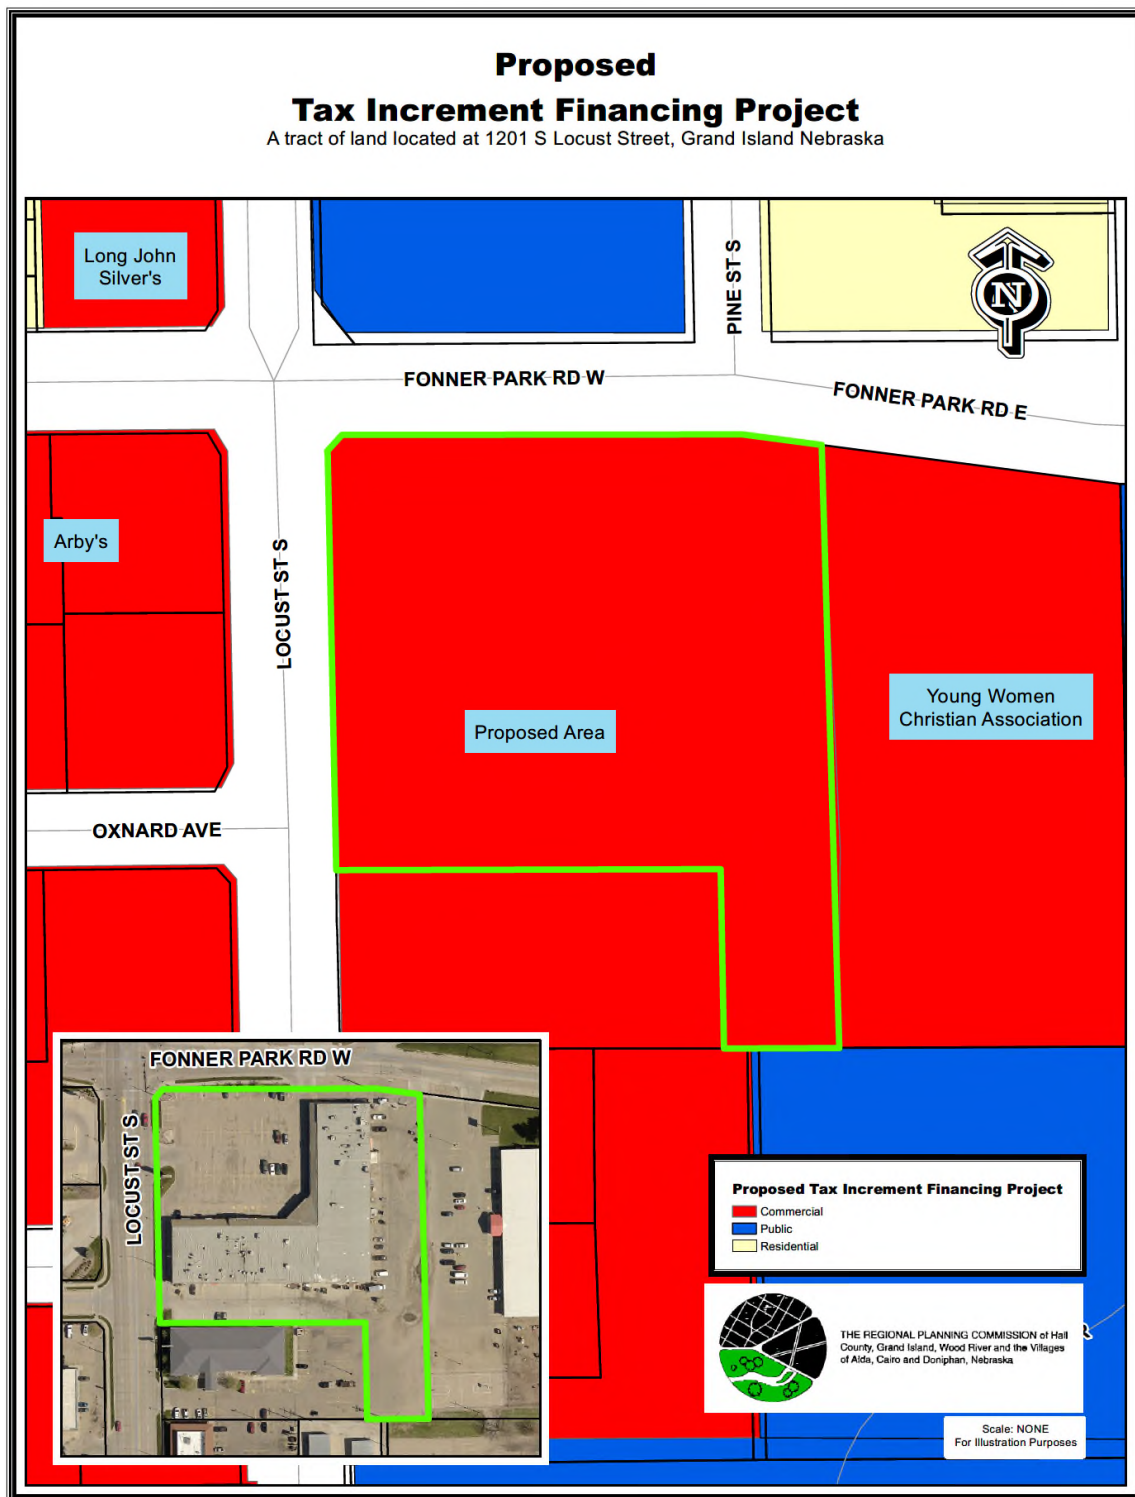 Proposed
Tax Increment Financing Project
A tract of land located at 1201 S Locust Street, Grand Island Nebraska
Long John
Silver's
PINE ST S
N
FONNER PARK RD W
FONNER PARK RD E
Arby's
LOCUST ST S
Young Women
Christian Association
Proposed Area
OXNARD AVE
FONNER PARK RD W
LOCUST ST S
Proposed Tax Increment Financing Project
Commercial
Public
Residential
THE REGIONAL PLANNING COMMISSION of Hall
County, Grand Island, Wood River and the Villages
of Alda, Cairo and Doniphan, Nebraska
Scale: NONE
For Illustration Purposes